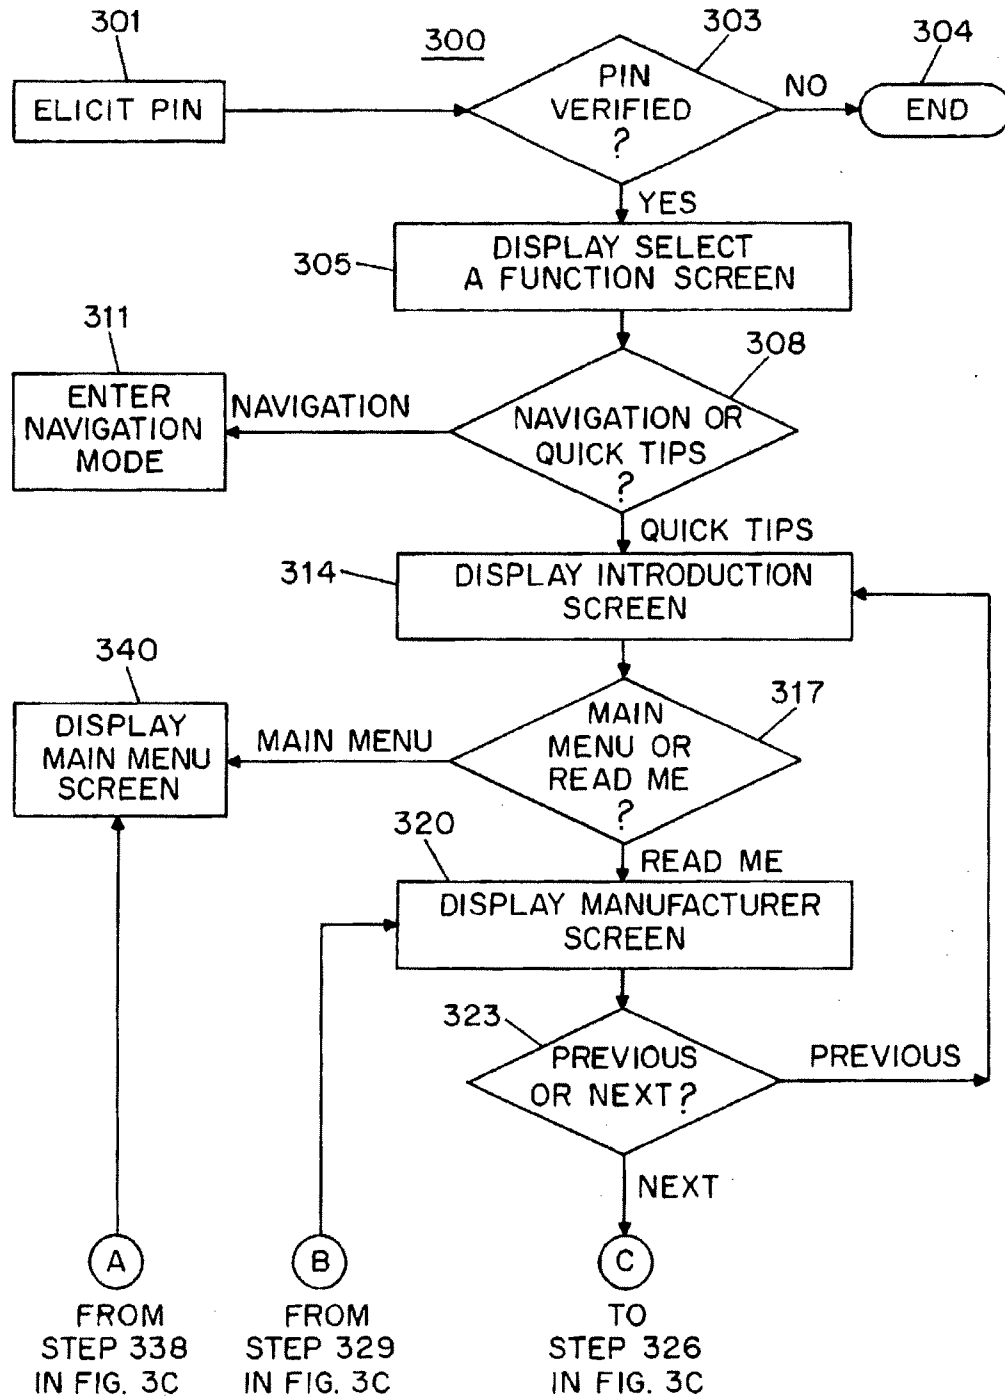 301
300
303
304
ELICIT PIN
PIN
VERIFIED
?
NO
END
YES
305
DISPLAY SELECT
A FUNCTION SCREEN
311
308
ENTER
NAVIGATION
MODE
NAVIGATION
NAVIGATION OR
QUICK TIPS
?
QUICK TIPS
314
DISPLAY INTRODUCTION
SCREEN
340
317
DISPLAY
MAIN MENU
SCREEN
MAIN MENU
MAIN
MENU OR
READ ME
?
320
READ ME
DISPLAY MANUFACTURER
SCREEN
323
PREVIOUS
OR NEXT?
PREVIOUS
NEXT
A
FROM
STEP 338
IN FIG. 3C
B
FROM
STEP 329
IN FIG. 3C
C
TO
STEP 326
IN FIG. 3C